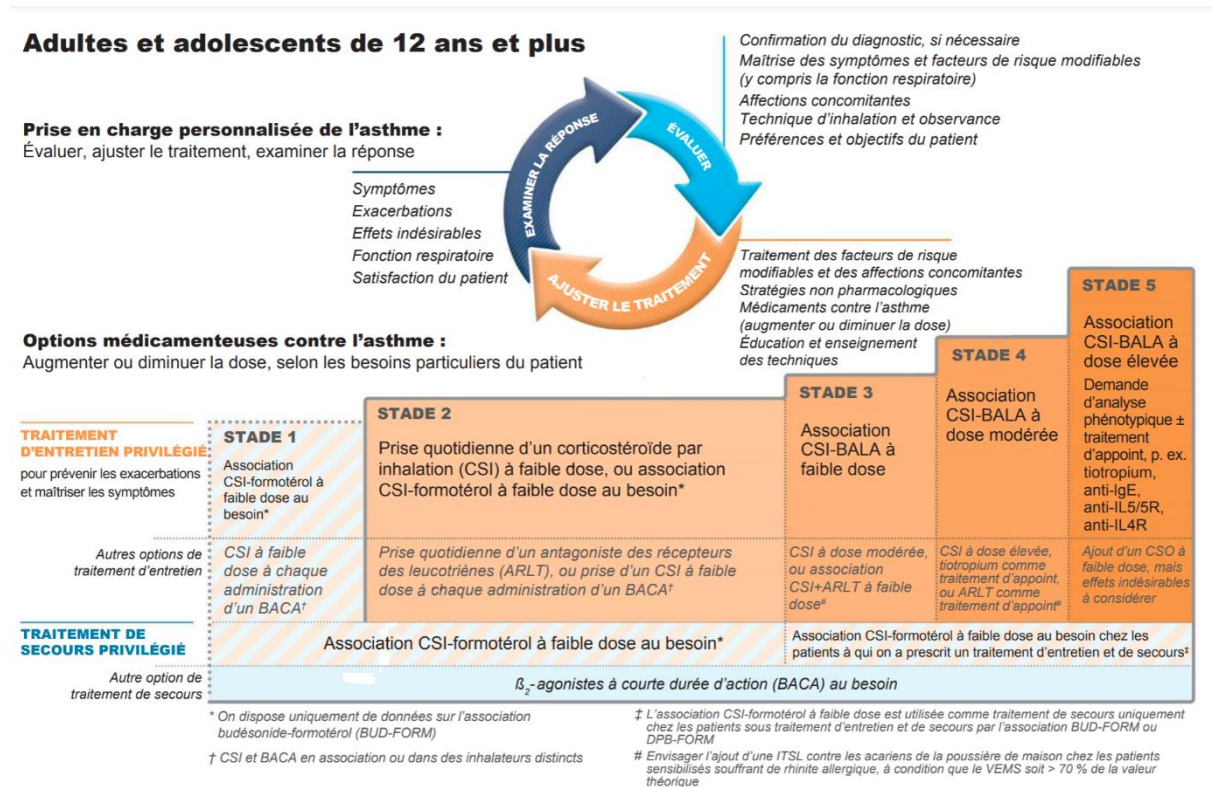 Adultes et adolescents de 12 ans et plus
Prise en charge personnalisée de l'asthme :
Évaluer, ajuster le traitement, examiner la réponse
Confirmation du diagnostic, si nécessaire
Maîtrise des symptômes et facteurs de risque modifiables
(y compris la fonction respiratoire)
Affections concomitantes
Technique d'inhalation et observance
Préférences et objectifs du patient
EXAMINER LA RÉPONSE
ÉVALUER
AJUSTER LE TRAITEMENT
Symptômes
Exacerbations
Effets indésirables
Fonction respiratoire
Satisfaction du patient
Traitement des facteurs de risque
modifiables et des affections concomitantes
Stratégies non pharmacologiques
Médicaments contre l'asthme
(augmenter ou diminuer la dose)
Éducation et enseignement
des techniques
Options médicamenteuses contre l'asthme :
Augmenter ou diminuer la dose, selon les besoins particuliers du patient
TRAITEMENT
D'ENTRETIEN PRIVILÉGIÉ
pour prévenir les exacerbations
et maîtriser les symptômes
STADE 1
Association
CSI-formotérol à
faible dose au
besoin*
STADE 2
Prise quotidienne d'un corticostéroïde par
inhalation (CSI) à faible dose, ou association
CSI-formotérol à faible dose au besoin*
STADE 3
Association
CSI-BALA à
faible dose
STADE 4
Association
CSI-BALA à
dose modérée
STADE 5
Association
CSI-BALA à
dose élevée
Demande
d'analyse
phénotypique ±
traitement
d'appoint, p. ex.
tiotropium,
anti-IgE,
anti-IL5/5R,
anti-IL4R
Autres options de
traitement d'entretien
CSI à faible
dose à chaque
administration
d'un BACA†
Prise quotidienne d'un antagoniste des récepteurs
des leucotriènes (ARLT), ou prise d'un CSI à faible
dose à chaque administration d'un BACA†
CSI à dose modérée,
ou association
CSI+ARLT à faible
dose#
CSI à dose élevée,
tiotropium comme
traitement d'appoint,
ou ARLT comme
traitement d'appoint#
Ajout d'un CSO à
faible dose, mais
effets indésirables
à considérer
TRAITEMENT DE
SECOURS PRIVILÉGIÉ
Association CSI-formotérol à faible dose au besoin*
Association CSI-formotérol à faible dose au besoin chez les
patients à qui on a prescrit un traitement d'entretien et de secours‡
Autre option de
traitement de secours
ß2-agonistes à courte durée d'action (BACA) au besoin
* On dispose uniquement de données sur l'association
budésonide-formotérol (BUD-FORM)
† CSI et BACA en association ou dans des inhalateurs distincts
‡ L'association CSI-formotérol à faible dose est utilisée comme traitement de secours uniquement
chez les patients sous traitement d'entretien et de secours par l'association BUD-FORM ou
DPB-FORM
# Envisager l'ajout d'une ITSL contre les acariens de la poussière de maison chez les patients
sensibilisés souffrant de rhinite allergique, à condition que le VEMS soit > 70 % de la valeur
théorique